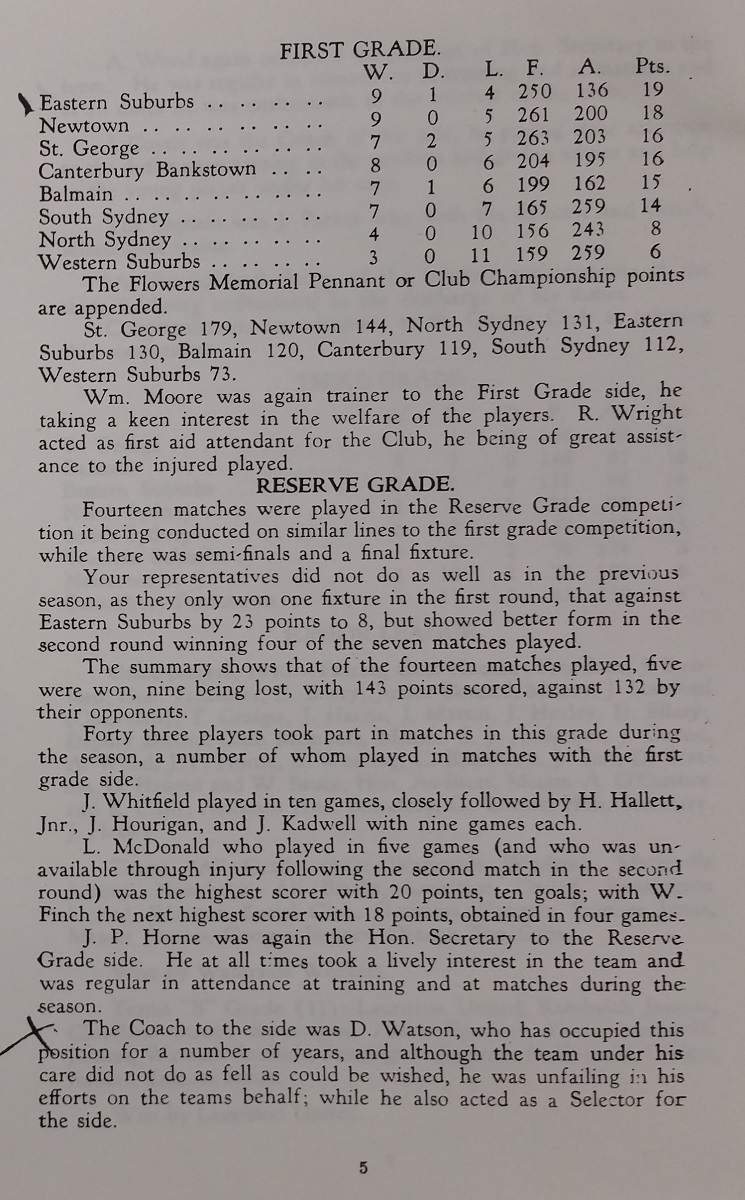 FIRST GRADE.
W. D. L. F. A. Pts.
Eastern Suburbs . . . . . . . . 9 1 4 250 136 19
Newtown . . . . . . . . . . . . 9 0 5 261 200 18
St. George . . . . . . . . . . . 7 2 5 263 203 16
Canterbury Bankstown . . . . 8 0 6 204 195 16
Balmain . . . . . . . . . . . . . 7 1 6 199 162 15
South Sydney . . . . . . . . . 7 0 7 165 259 14
North Sydney . . . . . . . . . 4 0 10 156 243 8
Western Suburbs . . . . . . . 3 0 11 159 259 6
The Flowers Memorial Pennant or Club Championship points
are appended.
St. George 179, Newtown 144, North Sydney 131, Eastern
Suburbs 130, Balmain 120, Canterbury 119, South Sydney 112,
Western Suburbs 73.
Wm. Moore was again trainer to the First Grade side, he
taking a keen interest in the welfare of the players. R. Wright
acted as first aid attendant for the Club, he being of great assist-
ance to the injured played.
RESERVE GRADE.
Fourteen matches were played in the Reserve Grade competi-
tion it being conducted on similar lines to the first grade competition,
while there was semi-finals and a final fixture.
Your representatives did not do as well as in the previous
season, as they only won one fixture in the first round, that against
Eastern Suburbs by 23 points to 8, but showed better form in the
second round winning four of the seven matches played.
The summary shows that of the fourteen matches played, five
were won, nine being lost, with 143 points scored, against 132 by
their opponents.
Forty three players took part in matches in this grade during
the season, a number of whom played in matches with the first
grade side.
J. Whitfield played in ten games, closely followed by H. Hallett,
Jnr., J. Hourigan, and J. Kadwell with nine games each.
L. McDonald who played in five games (and who was un-
available through injury following the second match in the second
round) was the highest scorer with 20 points, ten goals; with W.
Finch the next highest scorer with 18 points, obtained in four games.
J. P. Horne was again the Hon. Secretary to the Reserve
Grade side. He at all times took a lively interest in the team and
was regular in attendance at training and at matches during the
season.
The Coach to the side was D. Watson, who has occupied this
position for a number of years, and although the team under his
care did not do as fell as could be wished, he was unfailing in his
efforts on the teams behalf; while he also acted as a Selector for
the side.
5